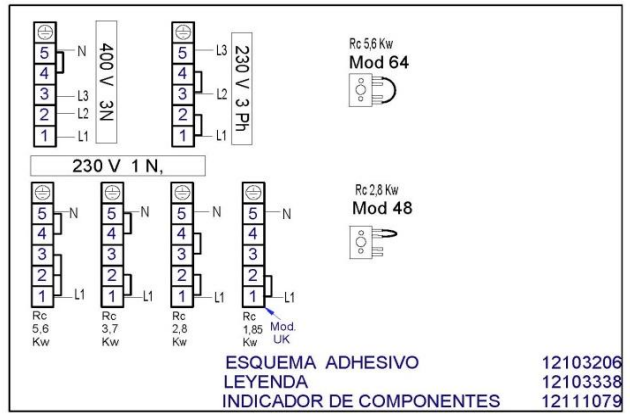 5 N
4
3 L3
2 L2
1 L1
400 V 3N
5 L3
4
3 L2
2
1 L1
230 V 3 Ph
Rc 5,6 Kw
Mod 64
230 V 1 N,
5 N
4
3
2
1 L1
Rc
5,6
Kw
5 N
4
3
2
1 L1
Rc
3,7
Kw
5 N
4
3
2
1 L1
Rc
2,8
Kw
5 N
4
3
2
1 L1
Rc
1,85
Kw
Mod.
UK
Rc 2,8 Kw
Mod 48
ESQUEMA ADHESIVO 12103206
LEYENDA 12103338
INDICADOR DE COMPONENTES 12111079